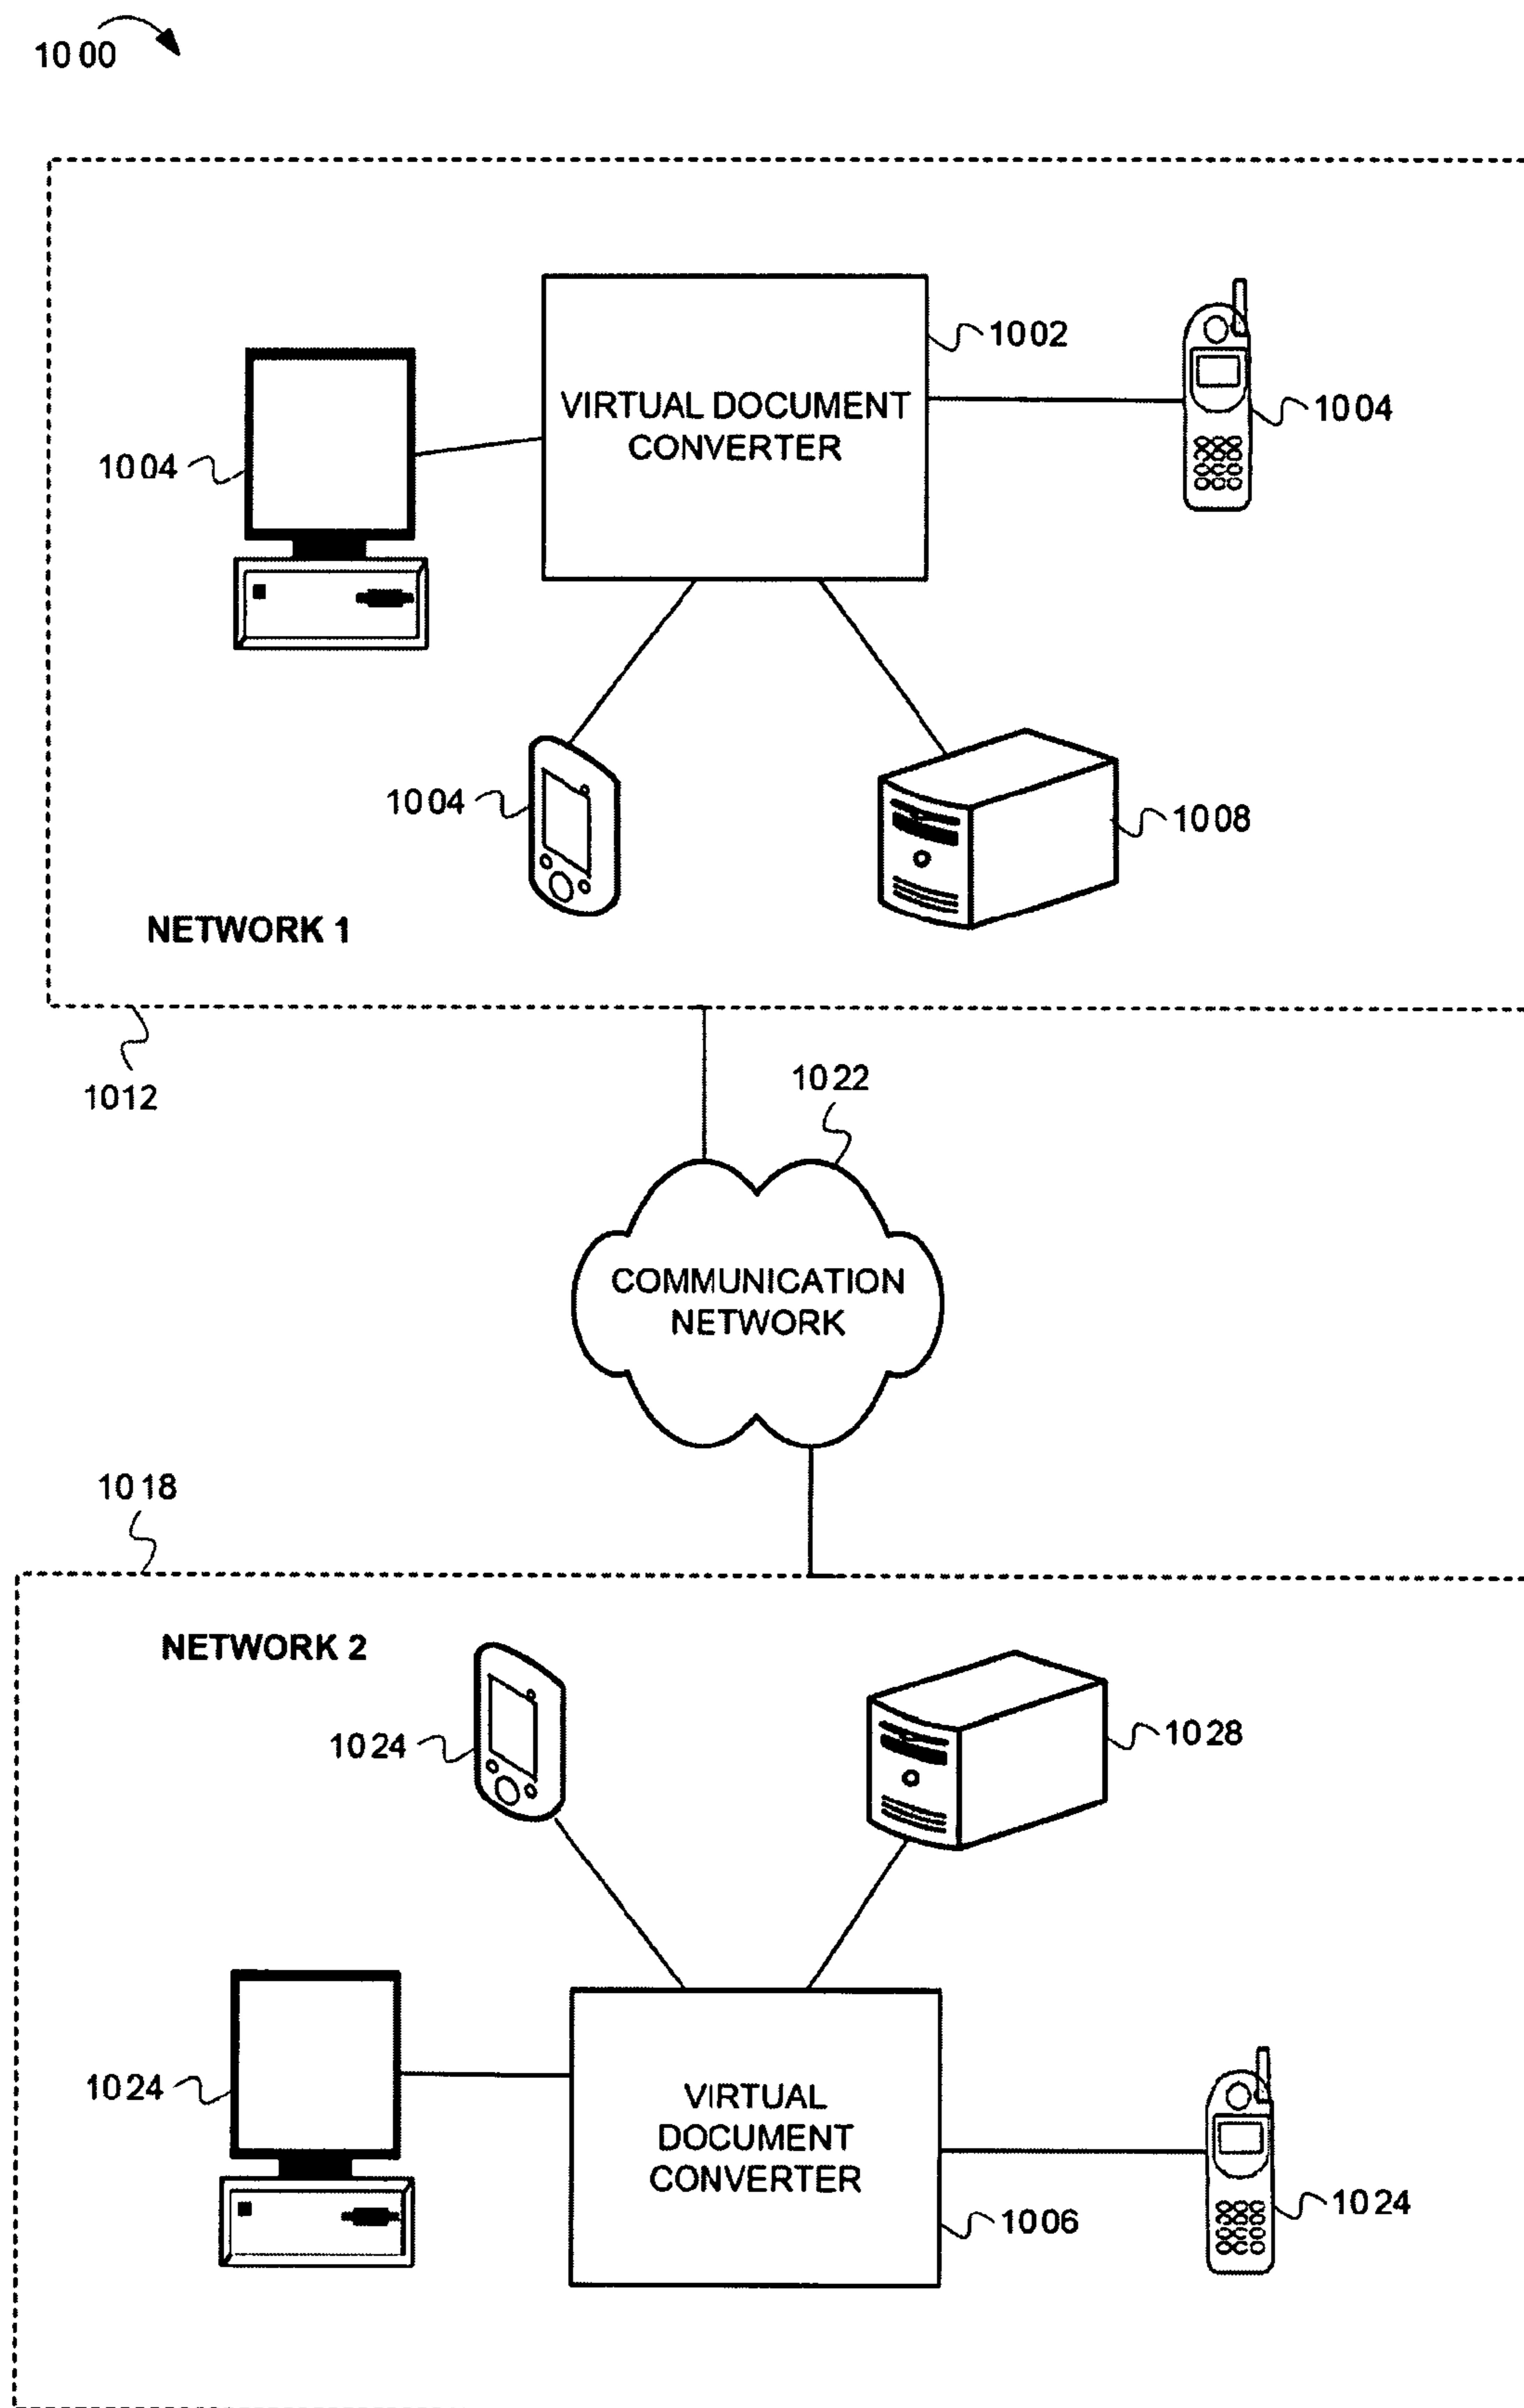 1000
1002
VIRTUAL DOCUMENT
CONVERTER
1004
1004
1004
1008
NETWORK 1
1012
1022
COMMUNICATION
NETWORK
1018
NETWORK 2
1024
1028
1024
VIRTUAL
DOCUMENT
CONVERTER
1006
1024